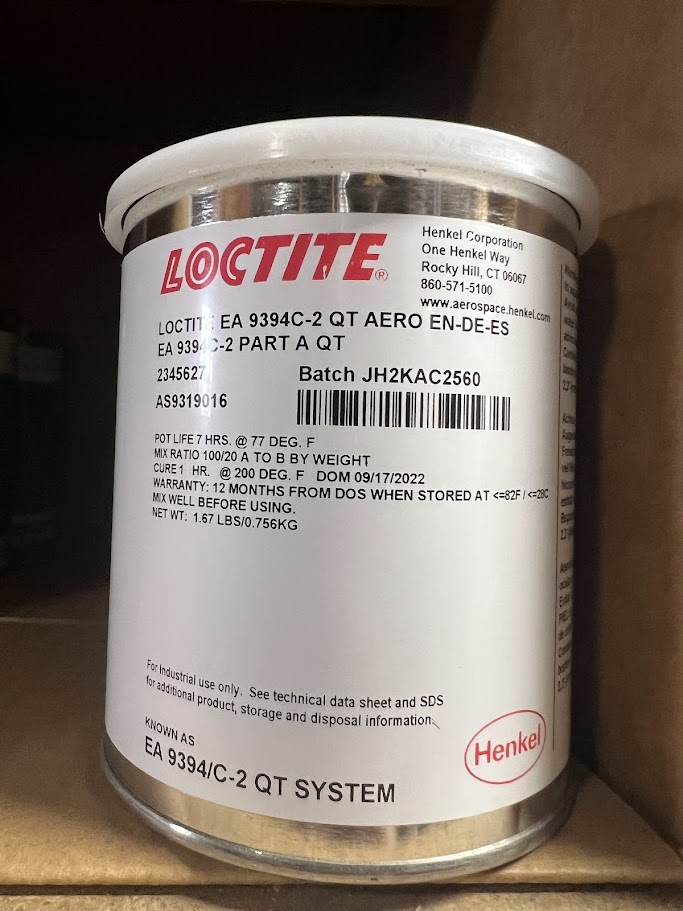 LOCTITE®
Henkel Corporation
One Henkel Way
Rocky Hill, CT 06067
860-571-5100
www.aerospace.henkel.com
LOCTITE EA 9394C-2 QT AERO EN-DE-ES
EA 9394C-2 PART A QT
2345627
Batch JH2KAC2560
AS9319016
POT LIFE 7 HRS. @ 77 DEG. F
MIX RATIO 100/20 A TO B BY WEIGHT
CURE 1 HR. @ 200 DEG. F DOM 09/17/2022
WARRANTY: 12 MONTHS FROM DOS WHEN STORED AT <=82F / <=28C
MIX WELL BEFORE USING.
NET WT: 1.67 LBS/0.756KG
For Industrial use only. See technical data sheet and SDS
for additional product, storage and disposal information.
KNOWN AS
EA 9394/C-2 QT SYSTEM
Henkel